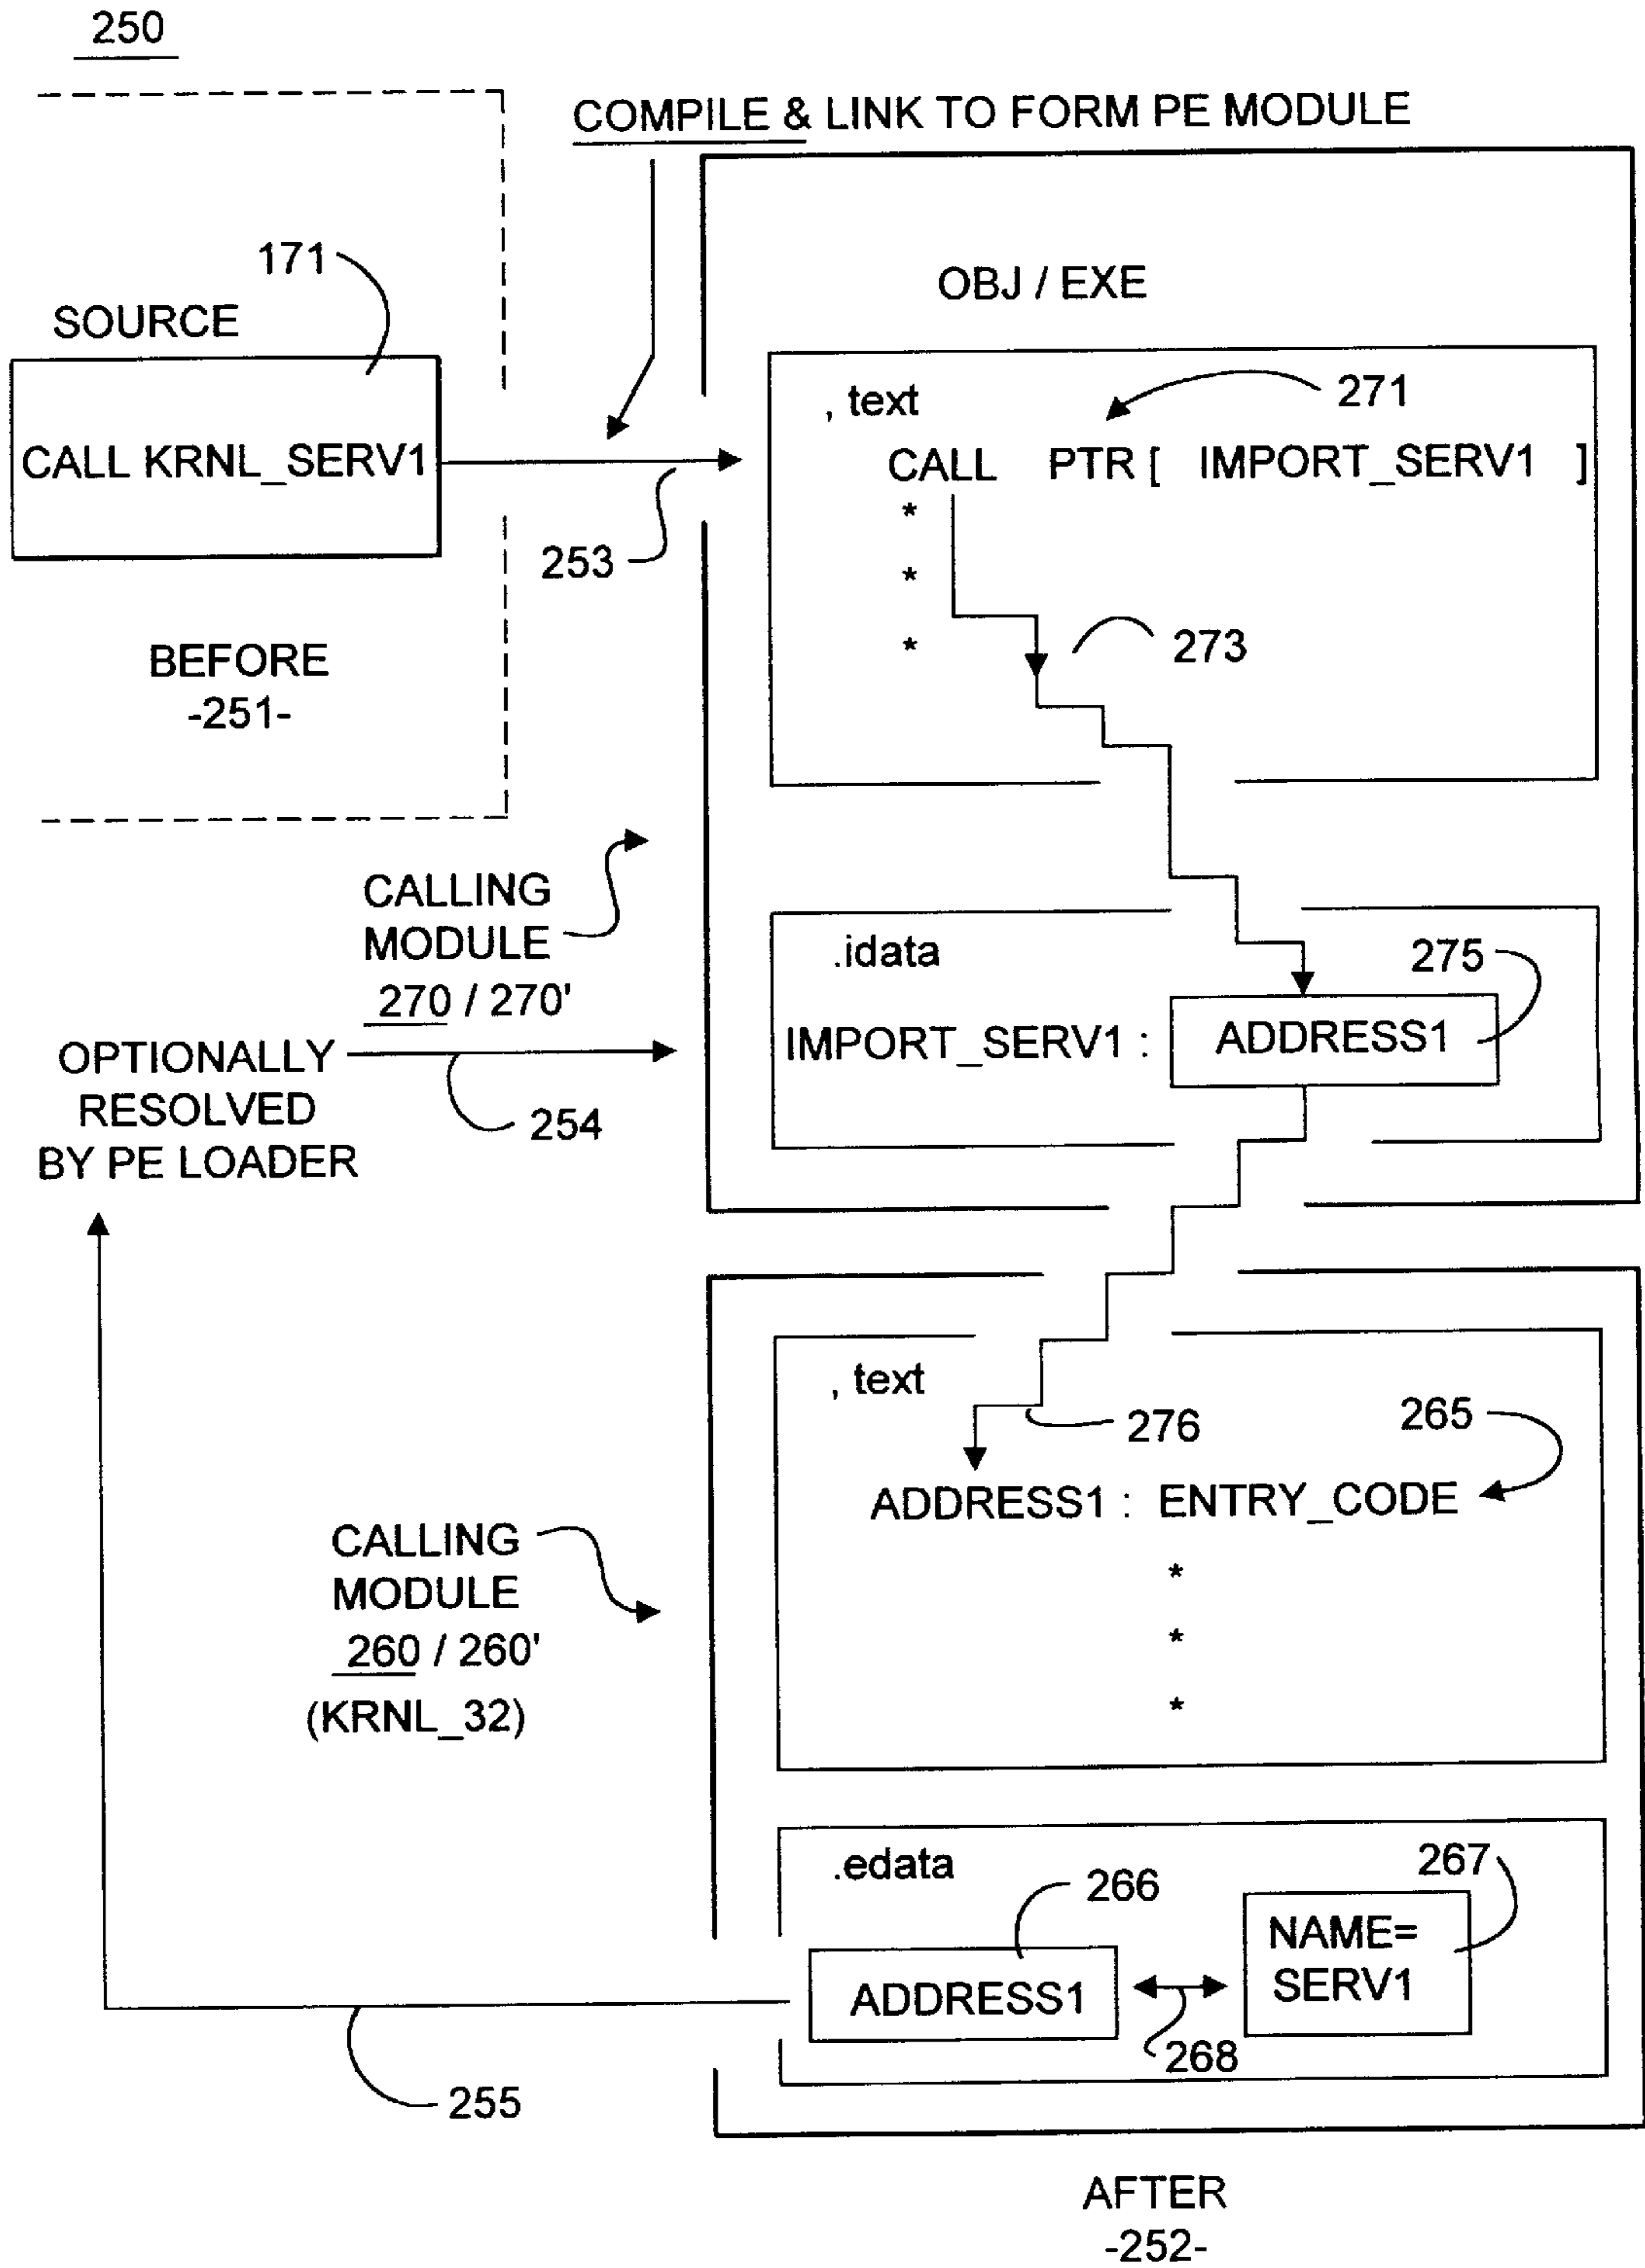 250
COMPILE & LINK TO FORM PE MODULE
171
SOURCE
CALL KRNL_SERV1
253
BEFORE
-251-
OBJ / EXE
, text
271
CALL PTR [ IMPORT_SERV1 ]
*
*
*
273
CALLING
MODULE
270 / 270'
.idata
275
IMPORT_SERV1 :
ADDRESS1
OPTIONALLY
RESOLVED
BY PE LOADER
254
, text
276
265
ADDRESS1 : ENTRY_CODE
*
*
*
CALLING
MODULE
260 / 260'
(KRNL_32)
.edata
266
267
ADDRESS1
NAME=
SERV1
268
255
AFTER
-252-